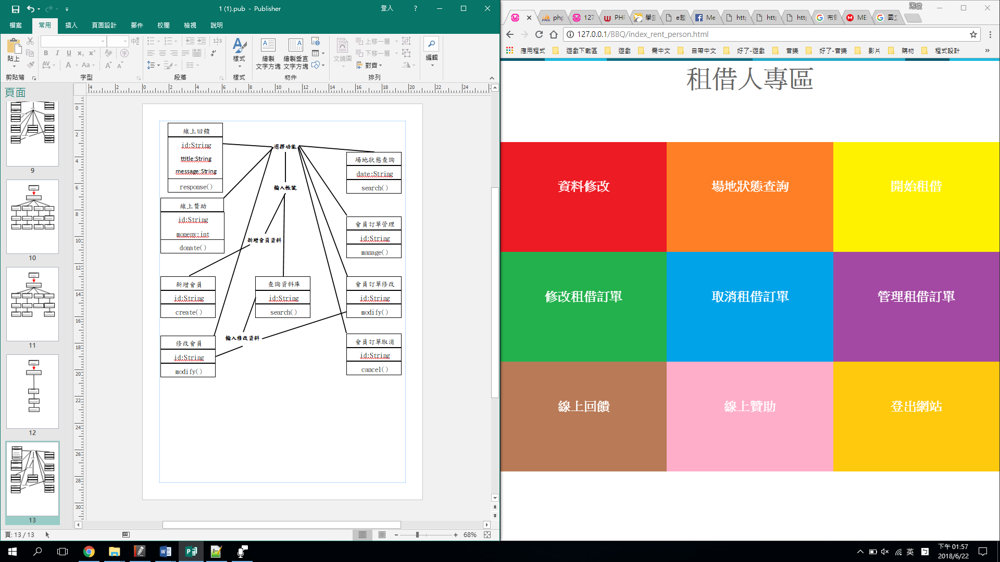 1 (1).pub - Publisher
登入
?
檔案
常用
插入
頁面設計
郵件
校閱
檢視
說明
貼上
剪貼簿
B I U x₂ x²
AV A Aa A A
字型
段落
樣式
樣式
繪製
文字方塊
繪製垂直
文字方塊
物件
文繞圖
上移一層
下移一層
對齊
排列
編輯
頁面
9
10
11
12
13
線上回饋
id:String
ttitle:String
message:String
response()
線上贊助
id:String
moneny:int
donate()
新增會員
id:String
create()
修改會員
id:String
modify()
選擇功能
輸入帳號
新增會員資料
查詢資料庫
id:String
search()
輸入修改資料
場地狀態查詢
date:String
search()
會員訂單管理
id:String
manage()
會員訂單修改
id:String
modify()
會員訂單取消
id:String
cancel()
頁: 13 / 13
68%
湘俊
php
127
PHP
學生
e起
Me
http
http
http
布告
ME
國立
127.0.0.1/BBQ/index_rent_person.html
應用程式
遊戲下載區
遊戲
需中文
自帶中文
好了-遊戲
音樂
好了-音樂
影片
購物
程式設計
租借人專區
資料修改
場地狀態查詢
開始租借
修改租借訂單
取消租借訂單
管理租借訂單
線上回饋
線上贊助
登出網站
英
下午 01:57
2018/6/22